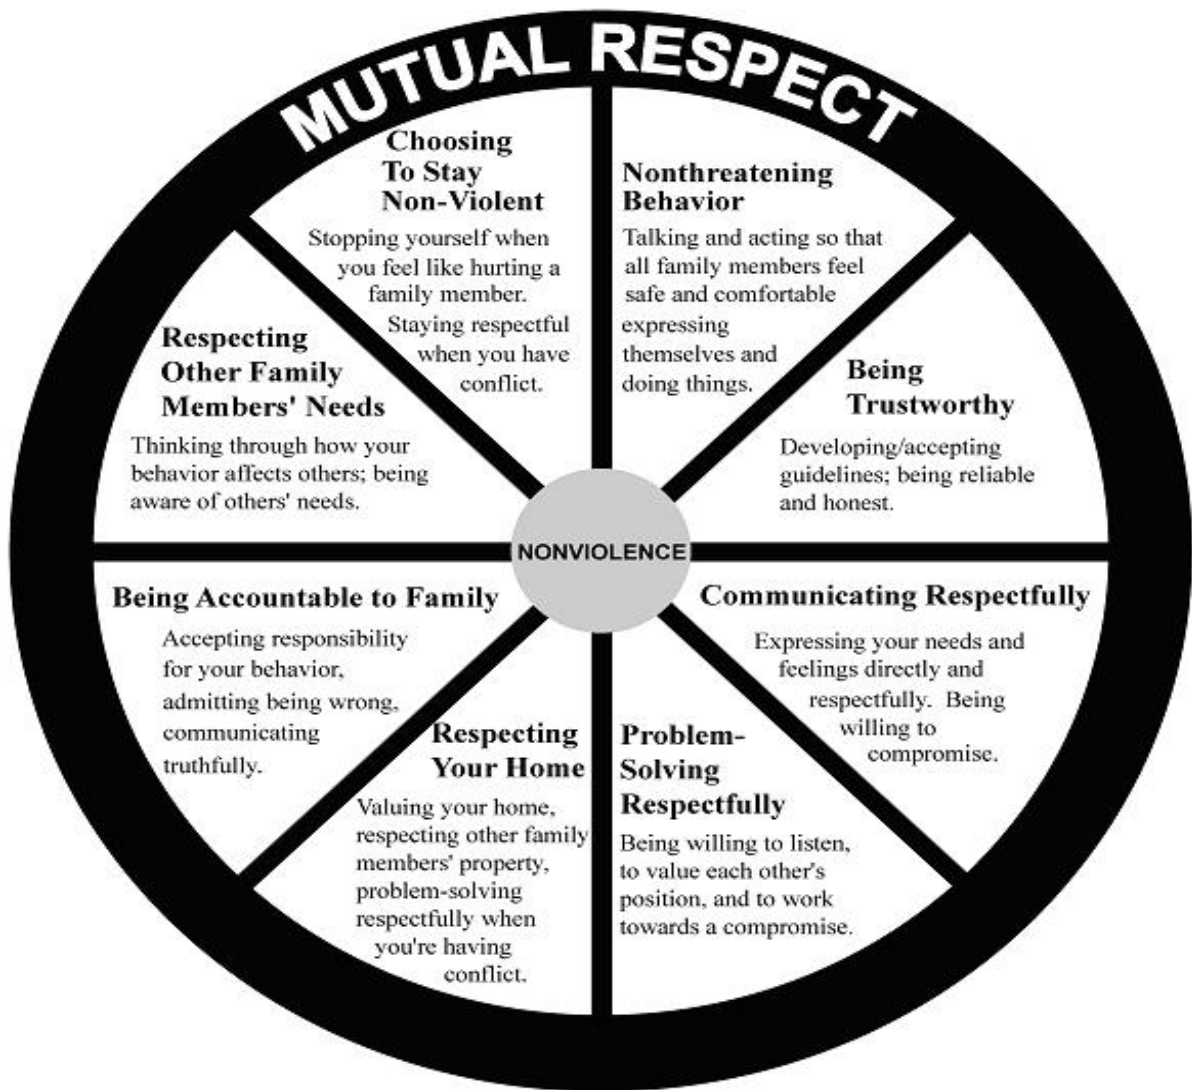 MUTUAL RESPECT
Choosing
To Stay
Non-Violent
Stopping yourself when
you feel like hurting a
family member.
Staying respectful
when you have
conflict.
Nonthreatening
Behavior
Talking and acting so that
all family members feel
safe and comfortable
expressing
themselves and
doing things.
Being
Trustworthy
Developing/accepting
guidelines; being reliable
and honest.
Communicating Respectfully
Expressing your needs and
feelings directly and
respectfully. Being
willing to
compromise.
Problem-
Solving
Respectfully
Being willing to listen,
to value each other's
position, and to work
towards a compromise.
Respecting
Your Home
Valuing your home,
respecting other family
members' property,
problem-solving
respectfully when
you're having
conflict.
Being Accountable to Family
Accepting responsibility
for your behavior,
admitting being wrong,
communicating
truthfully.
Respecting
Other Family
Members' Needs
Thinking through how your
behavior affects others; being
aware of others' needs.
NONVIOLENCE